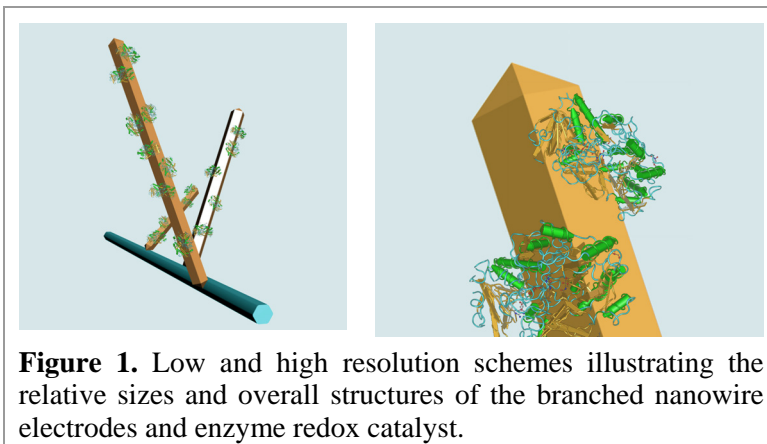 Figure 1. Low and high resolution schemes illustrating the
relative sizes and overall structures of the branched nanowire
electrodes and enzyme redox catalyst.